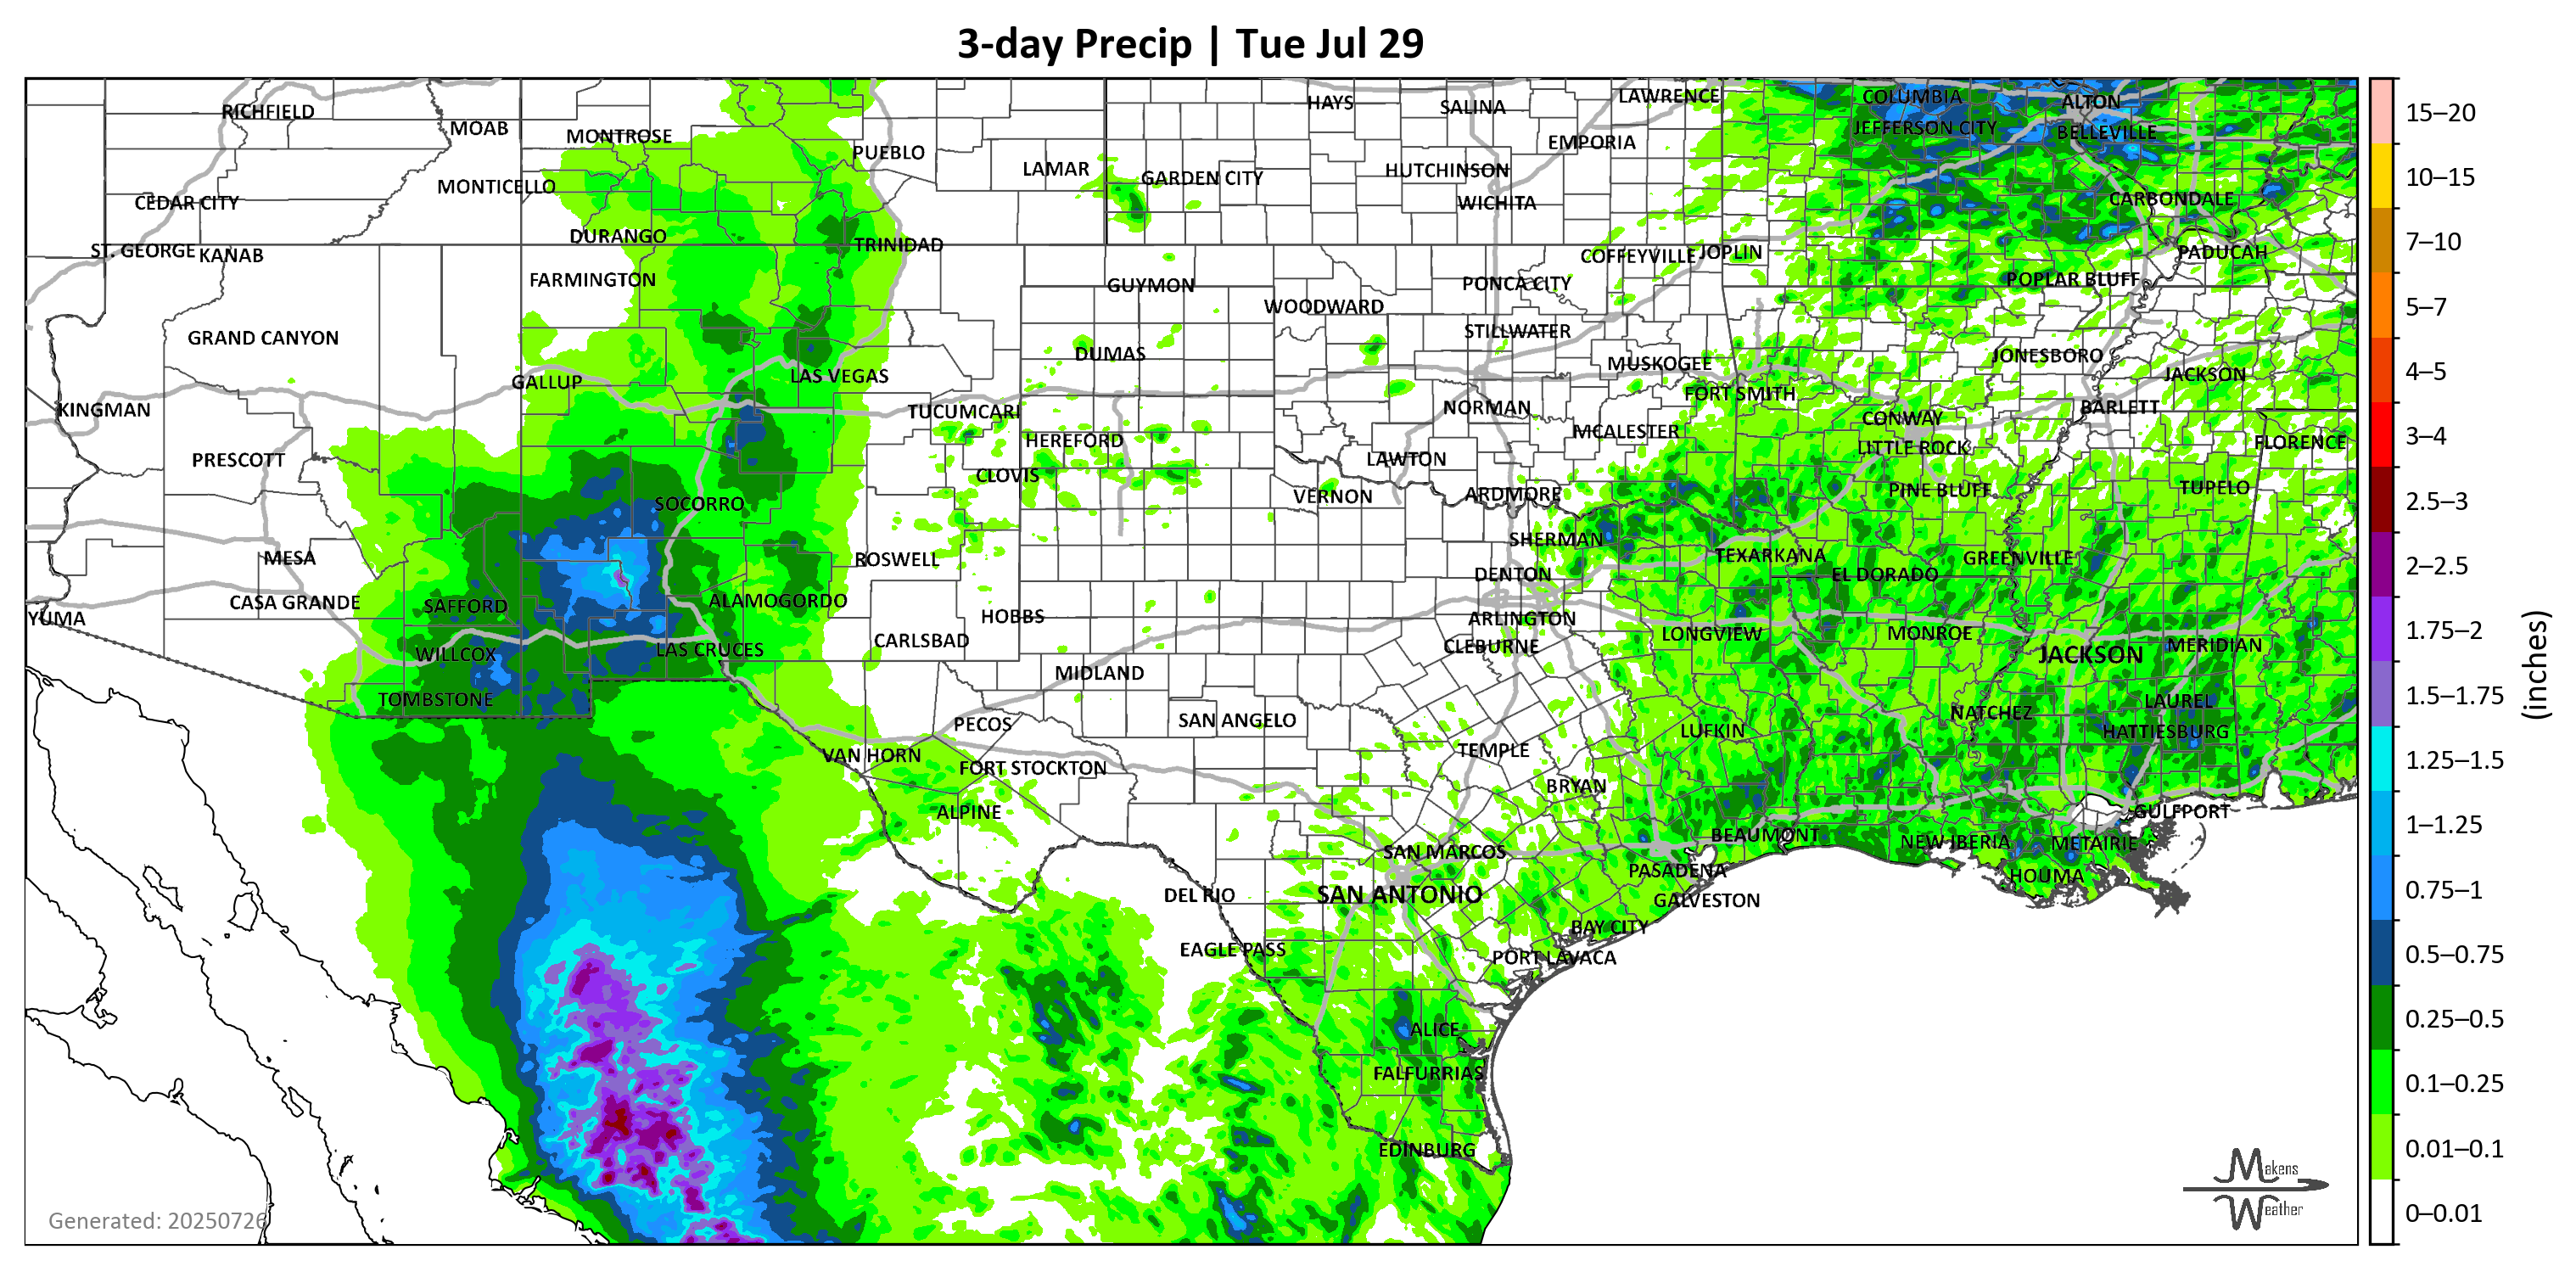 3-day Precip | Tue Jul 29
RICHFIELD
MOAB
MONTROSE
PUEBLO
LAMAR
GARDEN CITY
HAYS
SALINA
LAWRENCE
COLUMBIA
ALTON
JEFFERSON CITY
BELLEVILLE
EMPORIA
HUTCHINSON
MONTICELLO
CEDAR CITY
WICHITA
CARBONDALE
DURANGO
TRINIDAD
ST. GEORGE
KANAB
COFFEYVILLE
JOPLIN
PADUCAH
FARMINGTON
GUYMON
PONCA CITY
POPLAR BLUFF
WOODWARD
GRAND CANYON
STILLWATER
DUMAS
MUSKOGEE
JONESBORO
LAS VEGAS
JACKSON
GALLUP
FORT SMITH
KINGMAN
TUCUMCARI
NORMAN
CONWAY
BARLETT
HEREFORD
MCALESTER
LITTLE ROCK
FLORENCE
PRESCOTT
LAWTON
CLOVIS
SOCORRO
VERNON
ARDMORE
PINE BLUFF
TUPELO
MESA
ROSWELL
SHERMAN
TEXARKANA
GREENVILLE
DENTON
EL DORADO
CASA GRANDE
SAFFORD
ALAMOGORDO
YUMA
HOBBS
ARLINGTON
LONGVIEW
MONROE
WILLCOX
LAS CRUCES
CARLSBAD
CLEBURNE
JACKSON
MERIDIAN
MIDLAND
TOMBSTONE
LAUREL
PECOS
SAN ANGELO
NATCHEZ
LUFKIN
HATTIESBURG
VAN HORN
FORT STOCKTON
TEMPLE
BRYAN
ALPINE
GULFPORT
BEAUMONT
NEW IBERIA
METAIRIE
SAN MARCOS
PASADENA
HOUMA
DEL RIO
SAN ANTONIO
GALVESTON
BAY CITY
EAGLE PASS
PORT LAVACA
ALICE
FALFURRIAS
EDINBURG
Generated: 20250726
Makens
Weather
15–20
10–15
7–10
5–7
4–5
3–4
2.5–3
2–2.5
1.75–2
1.5–1.75
1.25–1.5
1–1.25
0.75–1
0.5–0.75
0.25–0.5
0.1–0.25
0.01–0.1
0–0.01
(inches)